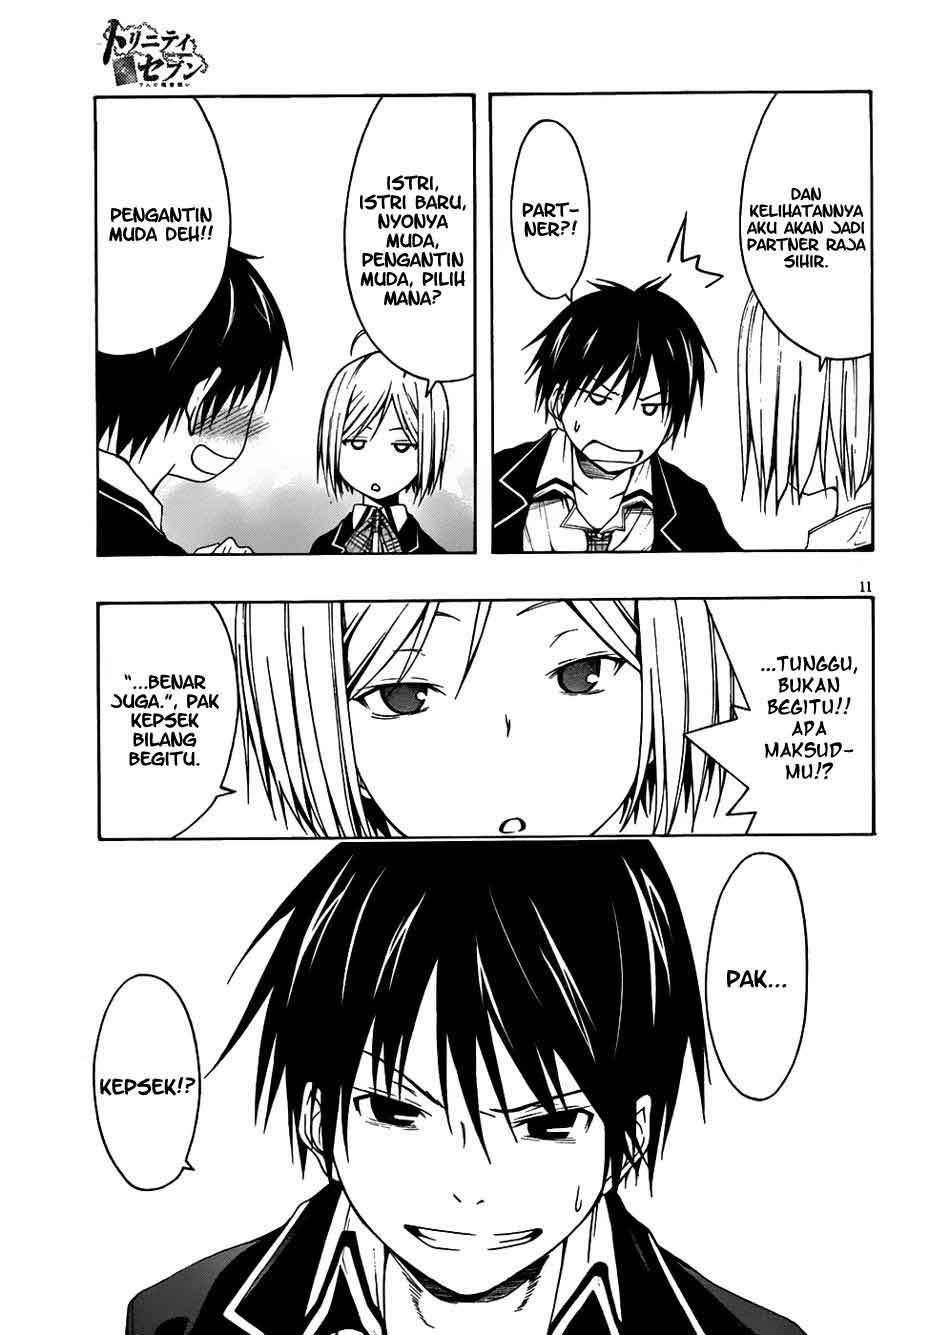 トリニティ
セブン
DAN
KELIHATANNYA
AKU AKAN JADI
PARTNER RAJA
SIHIR.
PART-
NER?!
ISTRI,
ISTRI BARU,
NYONYA
MUDA,
PENGANTIN
MUDA, PILIH
MANA?
PENGANTIN
MUDA DEH!!
11
...TUNGGU,
BUKAN
BEGITU!!
APA
MAKSUD-
MU!?
"...BENAR
JUGA.", PAK
KEPSEK
BILANG
BEGITU.
PAK...
KEPSEK!?